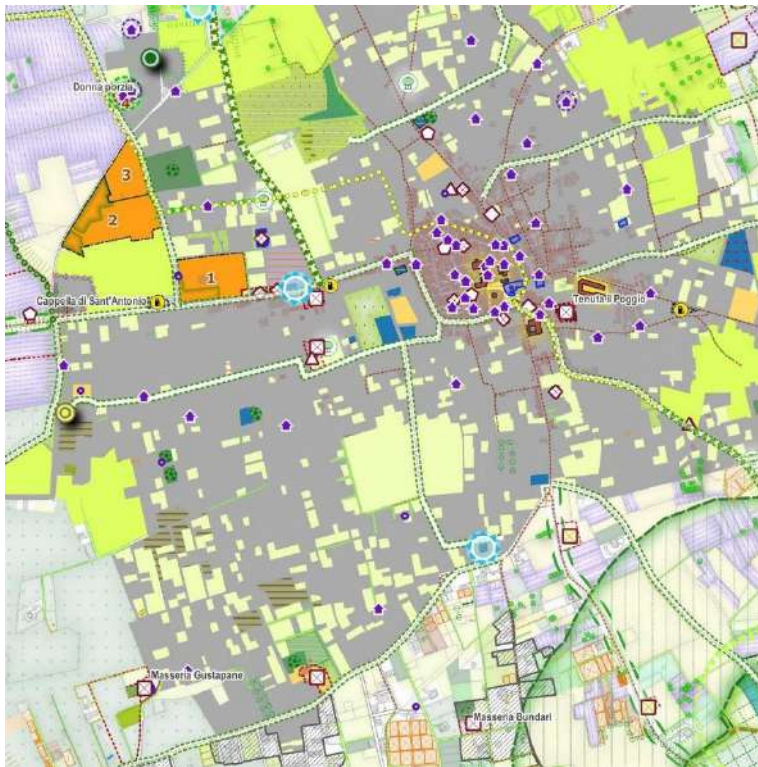 Donna porzia
3
2
1
Cappella di Sant'Antonio
Tenuta Il Poggio
Masseria Gustapane
Masseria Bundari